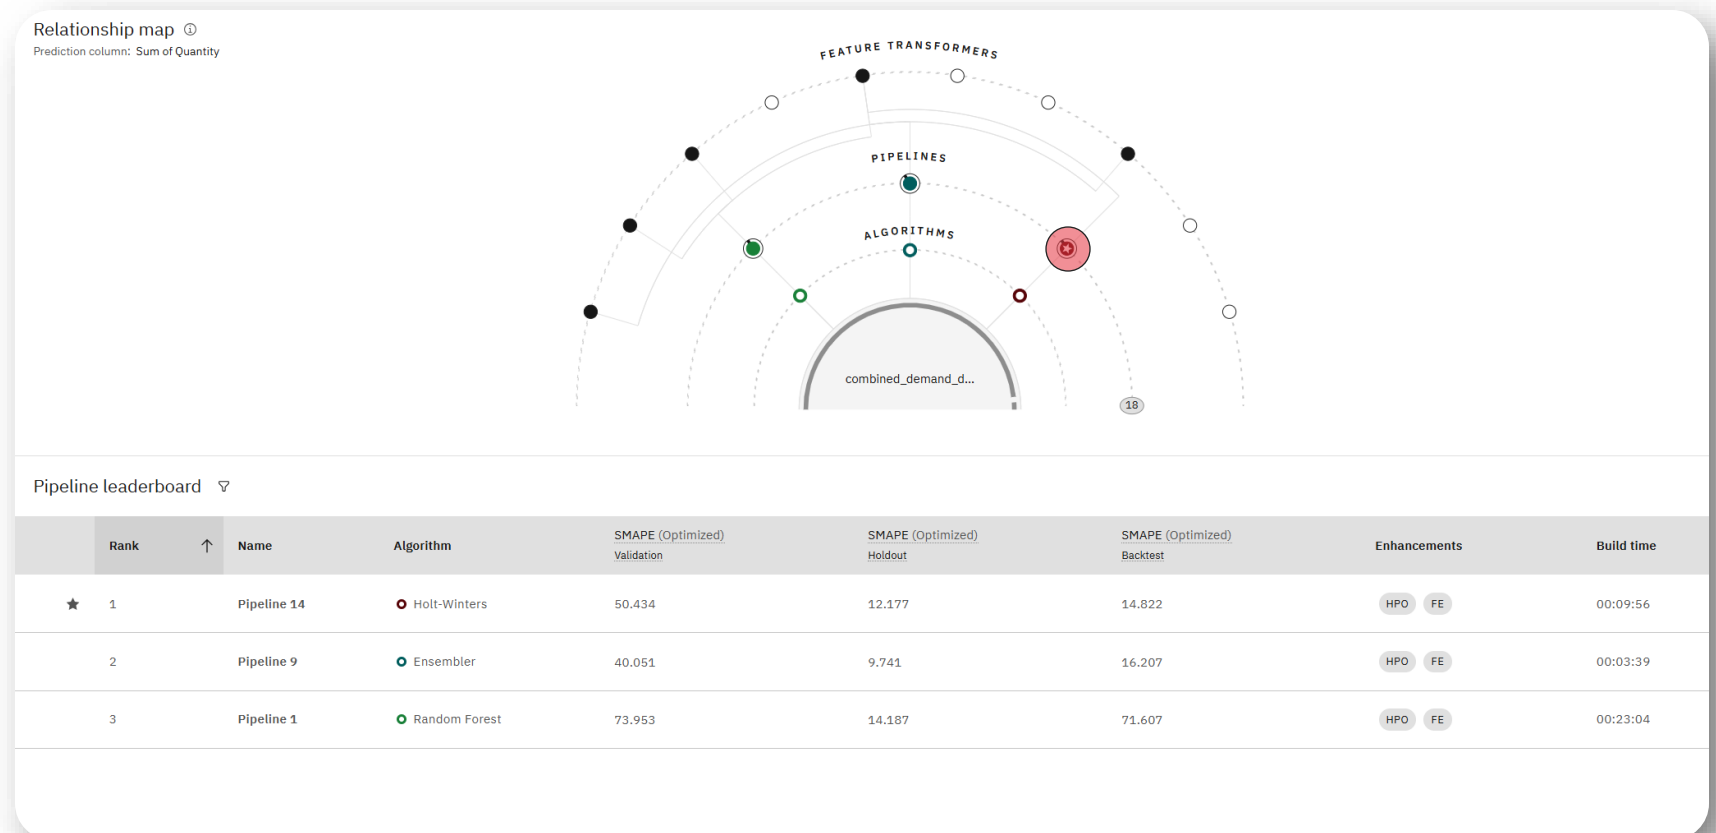 Relationship map
Prediction column: Sum of Quantity
FEATURE TRANSFORMERS
PIPELINES
ALGORITHMS
combined_demand_d...
18
Pipeline leaderboard
Rank Name Algorithm SMAPE (Optimized) Validation SMAPE (Optimized) Holdout SMAPE (Optimized) Backtest Enhancements Build time
1 Pipeline 14 Holt-Winters 50.434 12.177 14.822 HPO FE 00:09:56
2 Pipeline 9 Ensembler 40.051 9.741 16.207 HPO FE 00:03:39
3 Pipeline 1 Random Forest 73.953 14.187 71.607 HPO FE 00:23:04